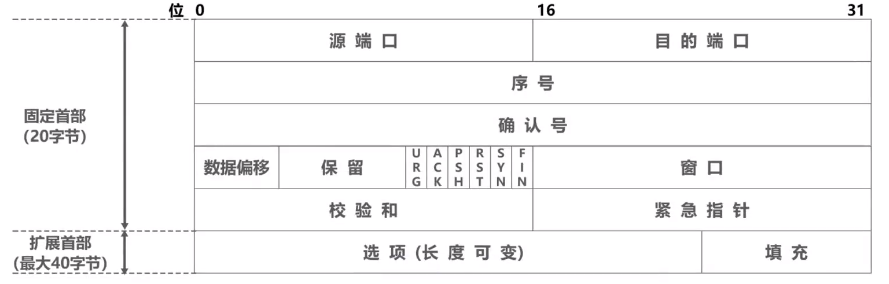 位 0 16 31
源端口 目的端口
序号
确认号
固定首部
(20字节)
数据偏移 保留 URG ACK PSH RST SYN FIN 窗口
校验和 紧急指针
扩展首部
(最大40字节)
选项(长度可变) 填充